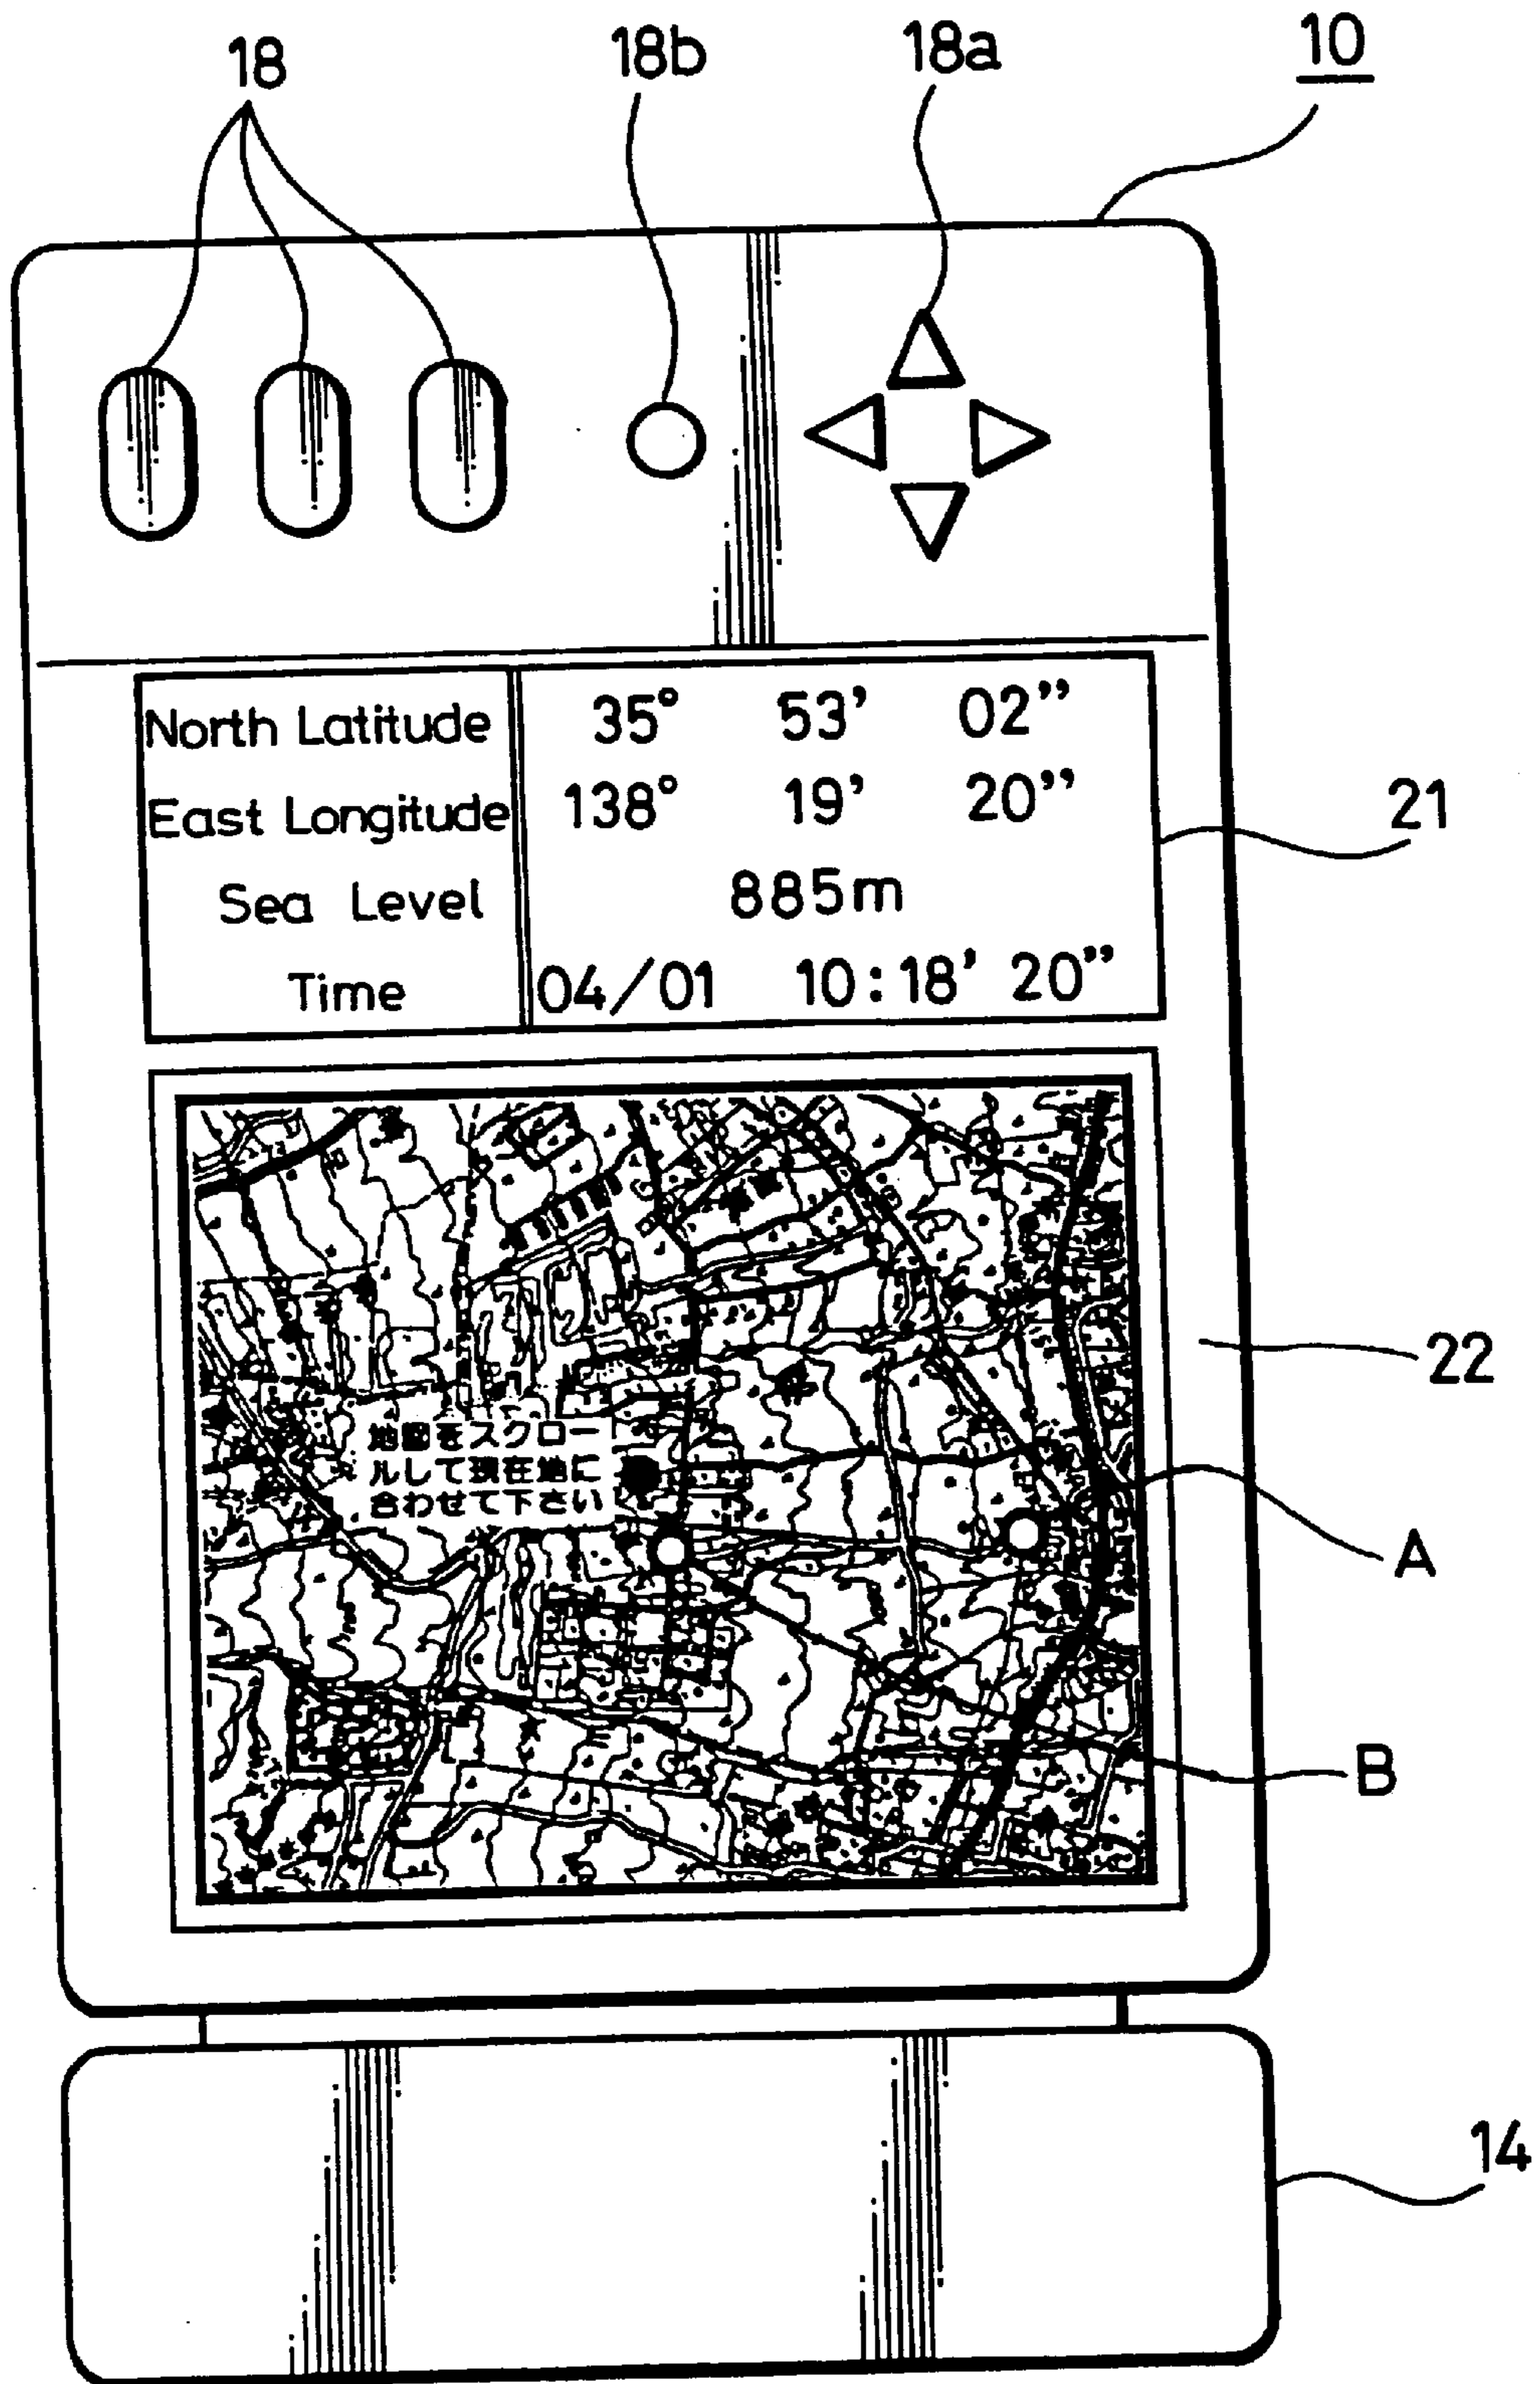 18 18b 18a 10
North Latitude 35° 53’ 02’’
East Longitude 138° 19’ 20’’
21
Sea Level 885m
Time 04/01 10:18’ 20’’
22
地図をスクロー
ルして現在地に
合わせて下さい
A
B
14